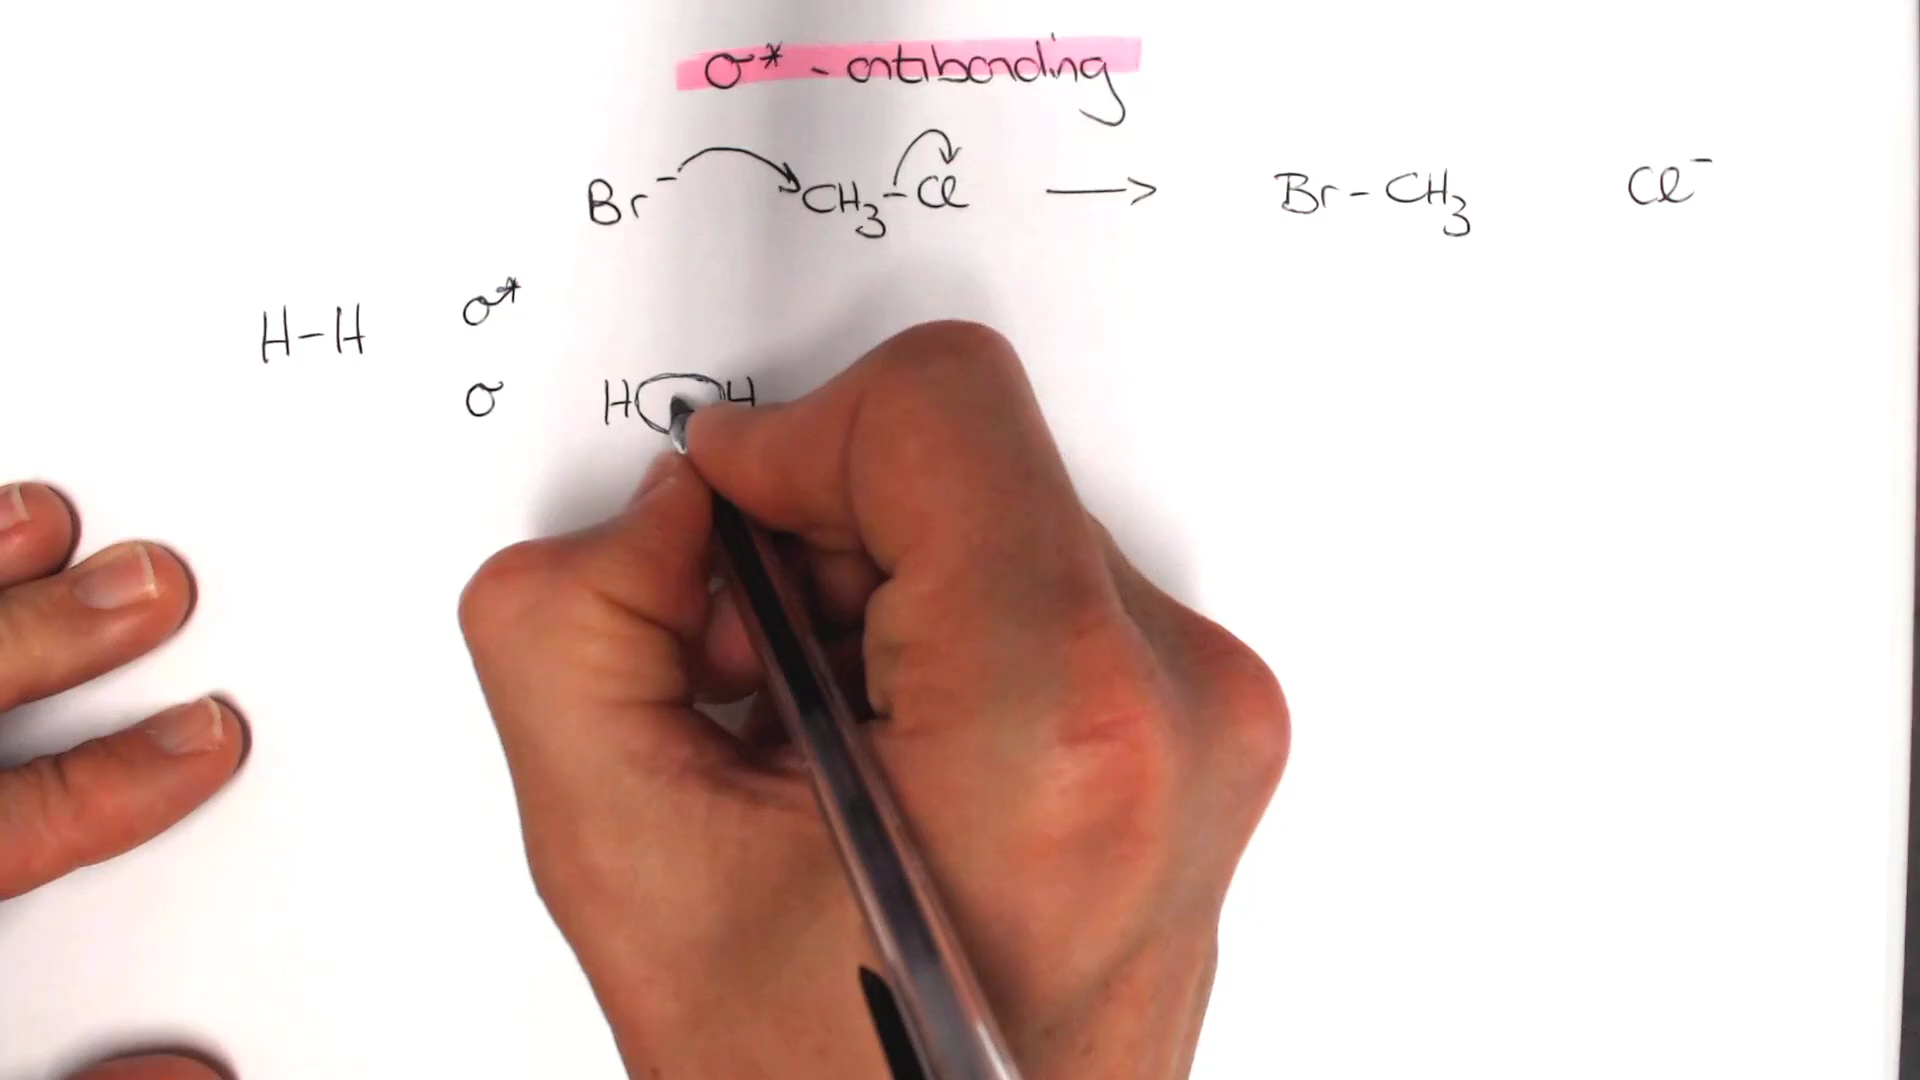 σ* - antibonding
Br⁻ CH₃-Cl → Br-CH₃ Cl⁻
H-H σ*
σ H H